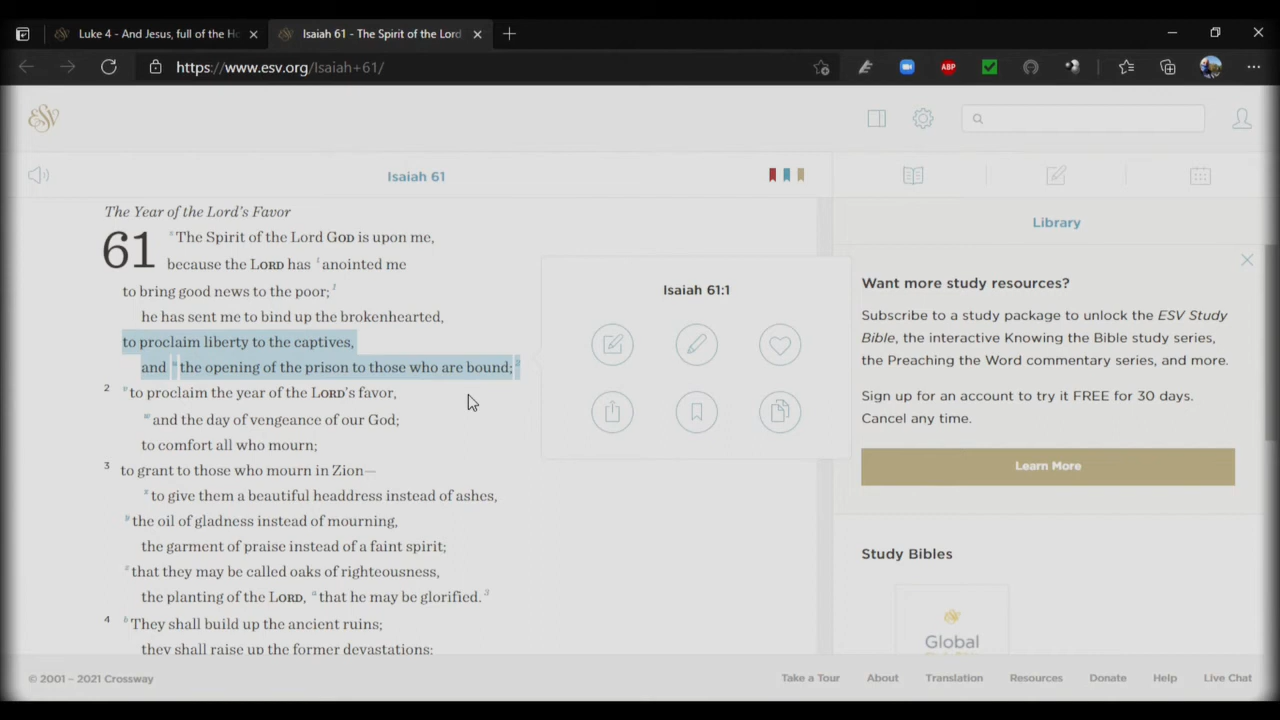 Luke 4 - And Jesus, full of the Ho
Isaiah 61 - The Spirit of the Lord
https://www.esv.org/Isaiah+61/
ABP
ESV
Isaiah 61
The Year of the Lord's Favor
61 The Spirit of the Lord GOD is upon me,
because the LORD has anointed me
to bring good news to the poor;
he has sent me to bind up the brokenhearted,
to proclaim liberty to the captives,
and the opening of the prison to those who are bound;
2 to proclaim the year of the LORD's favor,
and the day of vengeance of our God;
to comfort all who mourn;
3 to grant to those who mourn in Zion—
to give them a beautiful headdress instead of ashes,
the oil of gladness instead of mourning,
the garment of praise instead of a faint spirit;
that they may be called oaks of righteousness,
the planting of the LORD, that he may be glorified.
4 They shall build up the ancient ruins;
they shall raise up the former devastations;
Isaiah 61:1
Library
Want more study resources?
Subscribe to a study package to unlock the ESV Study
Bible, the interactive Knowing the Bible study series,
the Preaching the Word commentary series, and more.
Sign up for an account to try it FREE for 30 days.
Cancel any time.
Learn More
Study Bibles
Global
© 2001 – 2021 Crossway
Take a Tour About Translation Resources Donate Help Live Chat